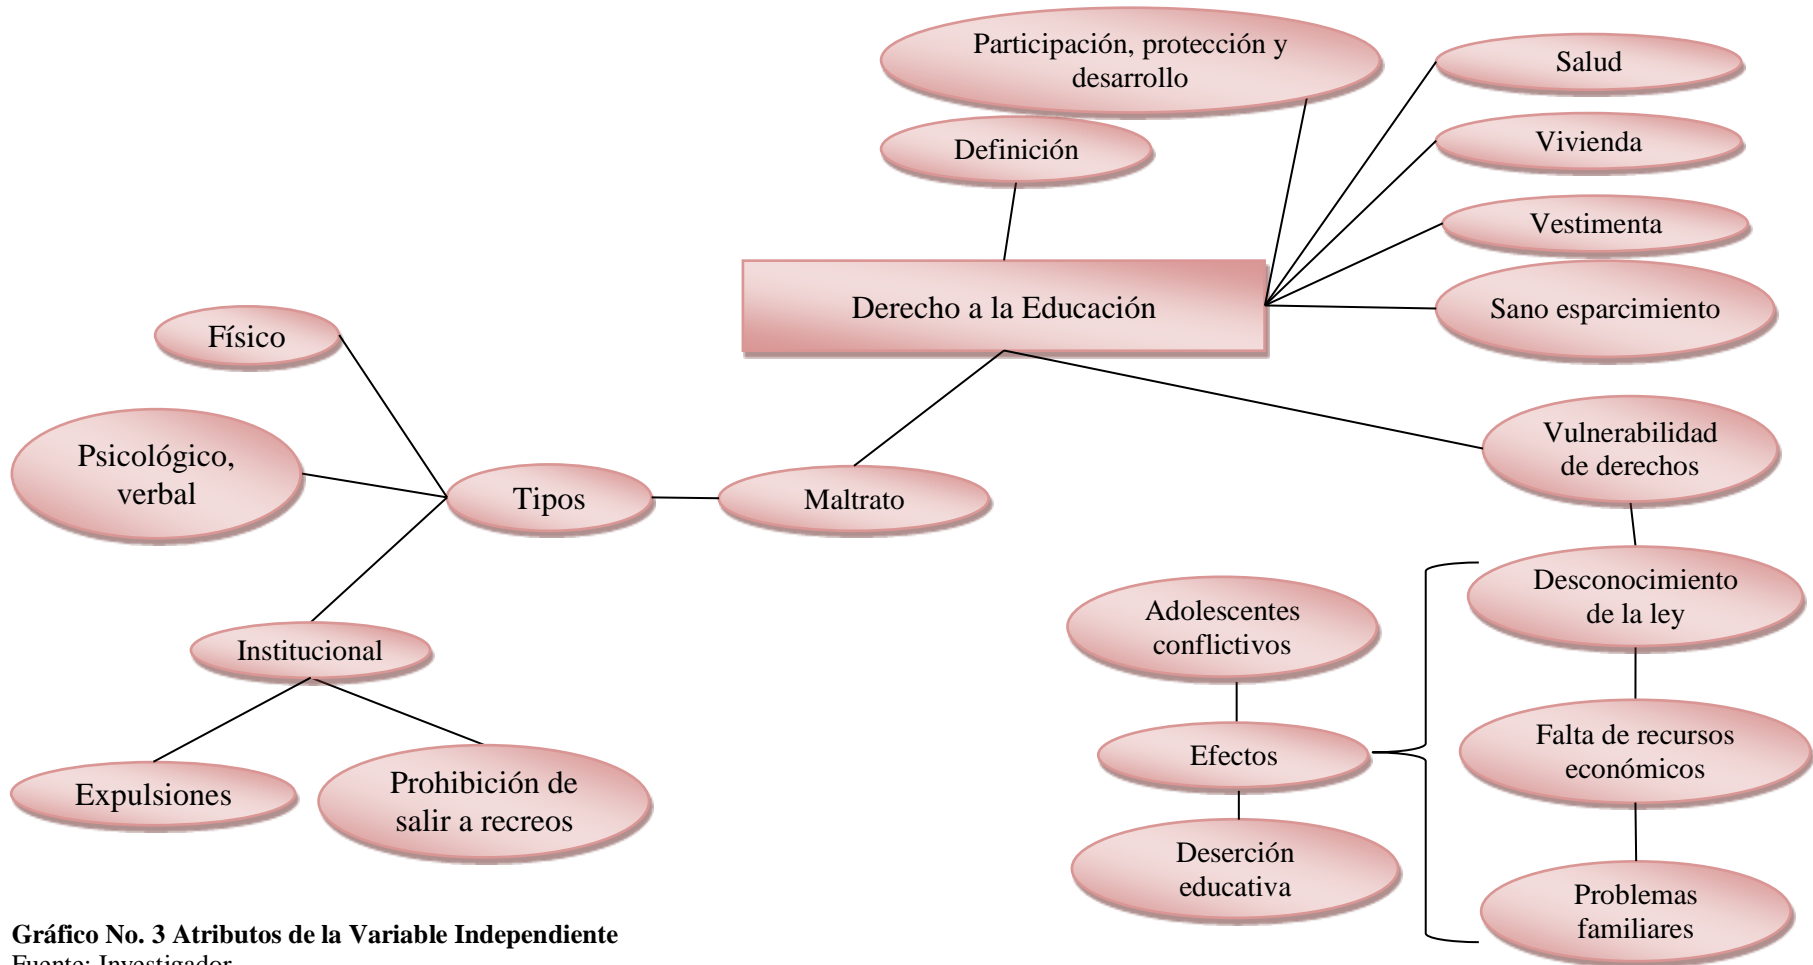 Participación, protección y
desarrollo
Salud
Definición
Vivienda
Vestimenta
Derecho a la Educación
Sano esparcimiento
Físico
Psicológico,
verbal
Tipos
Maltrato
Vulnerabilidad
de derechos
Institucional
Expulsiones
Prohibición de
salir a recreos
Adolescentes
conflictivos
Efectos
Deserción
educativa
Desconocimiento
de la ley
Falta de recursos
económicos
Problemas
familiares
Gráfico No. 3 Atributos de la Variable Independiente
Fuente: Investigador